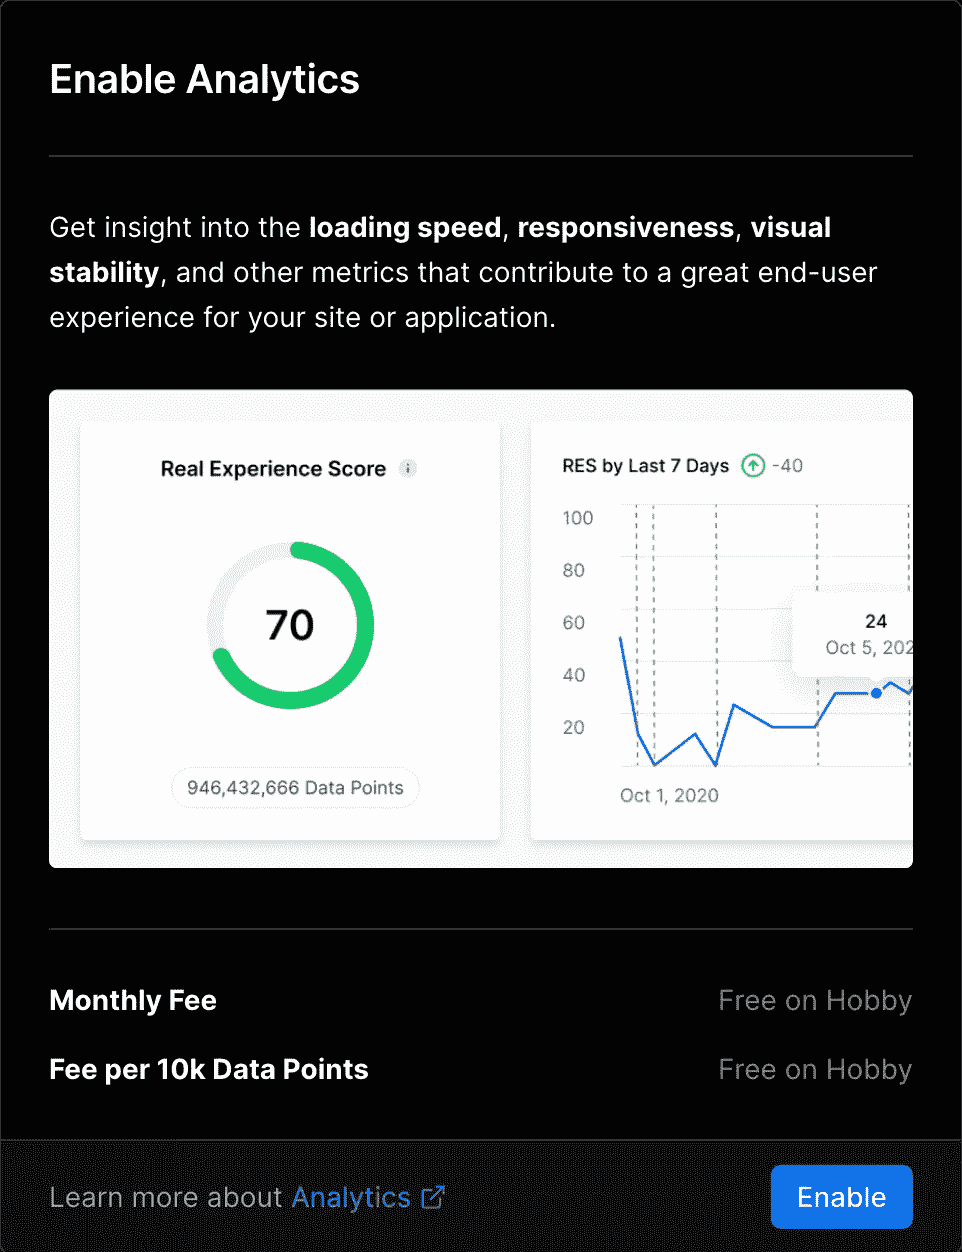 Enable Analytics
Get insight into the loading speed, responsiveness, visual
stability, and other metrics that contribute to a great end-user
experience for your site or application.
Real Experience Score i
70
946,432,666 Data Points
RES by Last 7 Days -40
100
80
60
40
20
24
Oct 5, 202
Oct 1, 2020
Monthly Fee Free on Hobby
Fee per 10k Data Points Free on Hobby
Learn more about Analytics
Enable